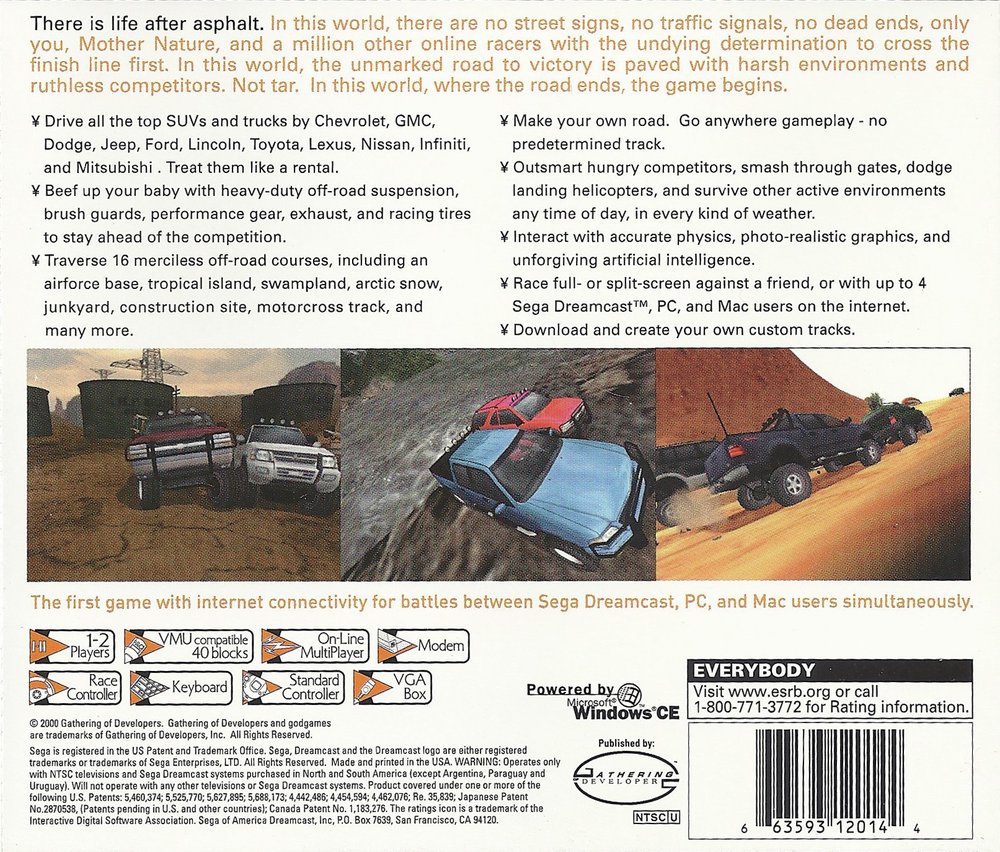 There is life after asphalt. In this world, there are no street signs, no traffic signals, no dead ends, only
you, Mother Nature, and a million other online racers with the undying determination to cross the
finish line first. In this world, the unmarked road to victory is paved with harsh environments and
ruthless competitors. Not tar. In this world, where the road ends, the game begins.
¥ Drive all the top SUVs and trucks by Chevrolet, GMC,
Dodge, Jeep, Ford, Lincoln, Toyota, Lexus, Nissan, Infiniti,
and Mitsubishi . Treat them like a rental.
¥ Beef up your baby with heavy-duty off-road suspension,
brush guards, performance gear, exhaust, and racing tires
to stay ahead of the competition.
¥ Traverse 16 merciless off-road courses, including an
airforce base, tropical island, swampland, arctic snow,
junkyard, construction site, motorcross track, and
many more.
¥ Make your own road. Go anywhere gameplay - no
predetermined track.
¥ Outsmart hungry competitors, smash through gates, dodge
landing helicopters, and survive other active environments
any time of day, in every kind of weather.
¥ Interact with accurate physics, photo-realistic graphics, and
unforgiving artificial intelligence.
¥ Race full- or split-screen against a friend, or with up to 4
Sega Dreamcast™, PC, and Mac users on the internet.
¥ Download and create your own custom tracks.
The first game with internet connectivity for battles between Sega Dreamcast, PC, and Mac users simultaneously.
1-2
Players
VMU compatible
40 blocks
On-Line
MultiPlayer
Modem
Race
Controller
Keyboard
Standard
Controller
VGA
Box
© 2000 Gathering of Developers. Gathering of Developers and godgames
are trademarks of Gathering of Developers, Inc. All Rights Reserved.
Sega is registered in the US Patent and Trademark Office. Sega, Dreamcast and the Dreamcast logo are either registered
trademarks or trademarks of Sega Enterprises, LTD. All Rights Reserved. Made and printed in the USA. WARNING: Operates only
with NTSC televisions and Sega Dreamcast systems purchased in North and South America (except Argentina, Paraguay and
Uruguay). Will not operate with any other televisions or Sega Dreamcast systems. Product covered under one or more of the
following U.S. Patents: 5,460,374; 5,525,770; 5,627,895; 5,688,173; 4,442,486; 4,454,594; 4,462,076; Re. 35,839; Japanese Patent
No.2870538, (Patents pending in U.S. and other countries); Canada Patent No. 1,183,276. The ratings icon is a trademark of the
Interactive Digital Software Association. Sega of America Dreamcast, Inc, P.O. Box 7639, San Francisco, CA 94120.
Powered by
Microsoft®
Windows®CE
Published by:
GATHERING
DEVELOPERS
NTSC U
EVERYBODY
Visit www.esrb.org or call
1-800-771-3772 for Rating information.
6 63593 12014 4